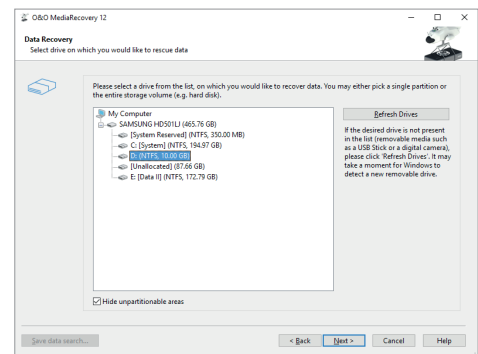 O&O MediaRecovery 12
Data Recovery
Select drive on which you would like to rescue data
Please select a drive from the list, on which you would like to recover data. You may either pick a single partition or
the entire storage volume (e.g. hard disk).
My Computer
SAMSUNG HD501LJ (465.76 GB)
[System Reserved] (NTFS, 350.00 MB)
C: [System] (NTFS, 194.97 GB)
D: (NTFS, 10.00 GB)
[Unallocated] (87.66 GB)
E: [Data II] (NTFS, 172.79 GB)
Refresh Drives
If the desired drive is not present
in the list (removable media such
as a USB Stick or a digital camera),
please click 'Refresh Drives'. It may
take a moment for Windows to
detect a new removable drive.
Hide unpartitionable areas
Save data search...
< Back
Next >
Cancel
Help